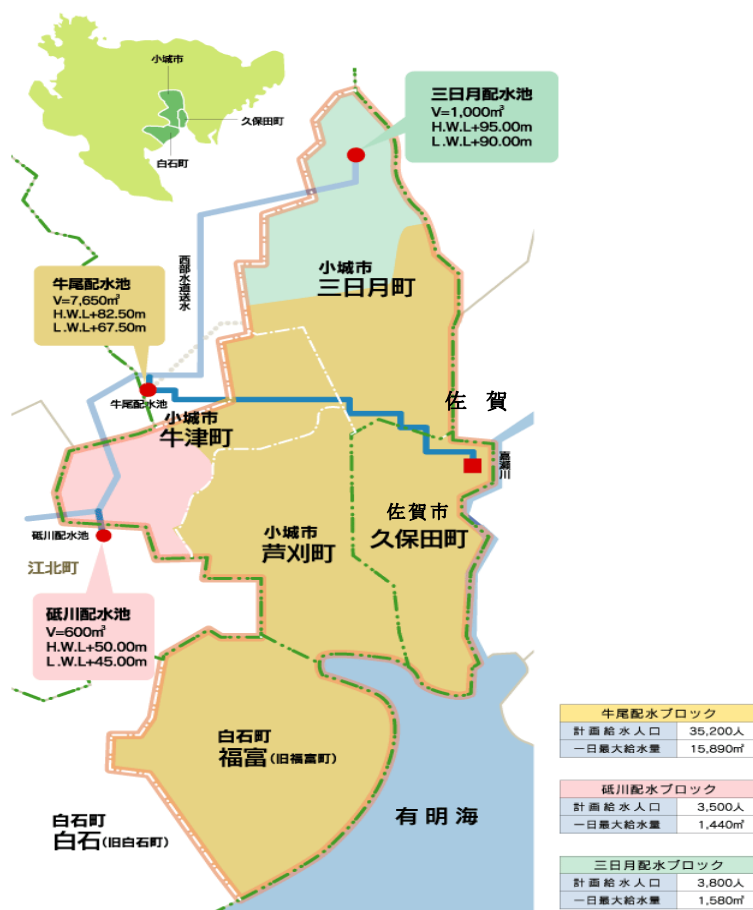 小城市
久保田町
白石町
三日月配水池
V=1,000㎥
H.W.L+95.00m
L.W.L+90.00m
西部水道送水
小城市
三日月町
牛尾配水池
V=7,650㎥
H.W.L+82.50m
L.W.L+67.50m
牛尾配水池
小城市
牛津町
佐 賀
嘉瀬川
佐賀市
久保田町
小城市
芦刈町
砥川配水池
江北町
砥川配水池
V=600㎥
H.W.L+50.00m
L.W.L+45.00m
白石町
福富(旧福富町)
白石町
白石(旧白石町)
有明海
牛尾配水ブロック
計画給水人口 35,200人
一日最大給水量 15,890㎥
砥川配水ブロック
計画給水人口 3,500人
一日最大給水量 1,440㎥
三日月配水ブロック
計画給水人口 3,800人
一日最大給水量 1,580㎥